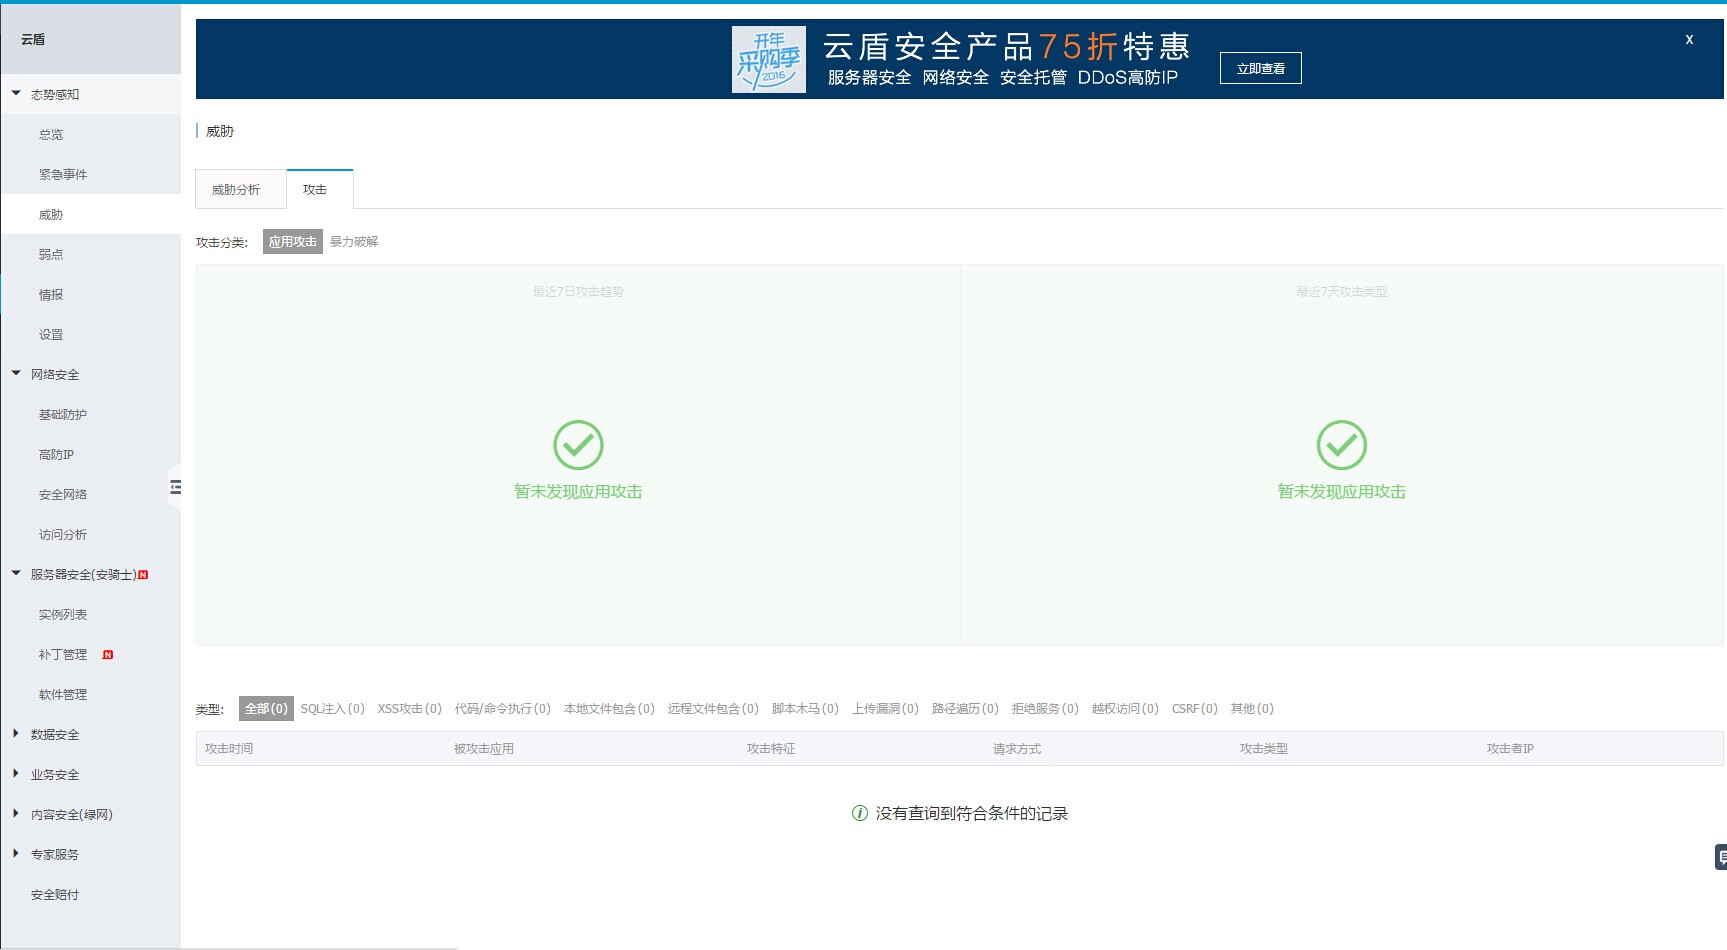 云盾
态势感知
总览
紧急事件
威胁
弱点
情报
设置
网络安全
基础防护
高防IP
安全网络
访问分析
服务器安全(安骑士) N
实例列表
补丁管理 N
软件管理
数据安全
业务安全
内容安全(绿网)
专家服务
安全赔付
开年
采购季
2016
云盾安全产品75折特惠
服务器安全 网络安全 安全托管 DDoS高防IP
立即查看
X
威胁
威胁分析 攻击
攻击分类: 应用攻击 暴力破解
最近7日攻击趋势
暂未发现应用攻击
最近7天攻击类型
暂未发现应用攻击
类型: 全部(0) SQL注入(0) XSS攻击(0) 代码/命令执行(0) 本地文件包含(0) 远程文件包含(0) 脚本木马(0) 上传漏洞(0) 路径遍历(0) 拒绝服务(0) 越权访问(0) CSRF(0) 其他(0)
攻击时间 被攻击应用 攻击特征 请求方式 攻击类型 攻击者IP
没有查询到符合条件的记录